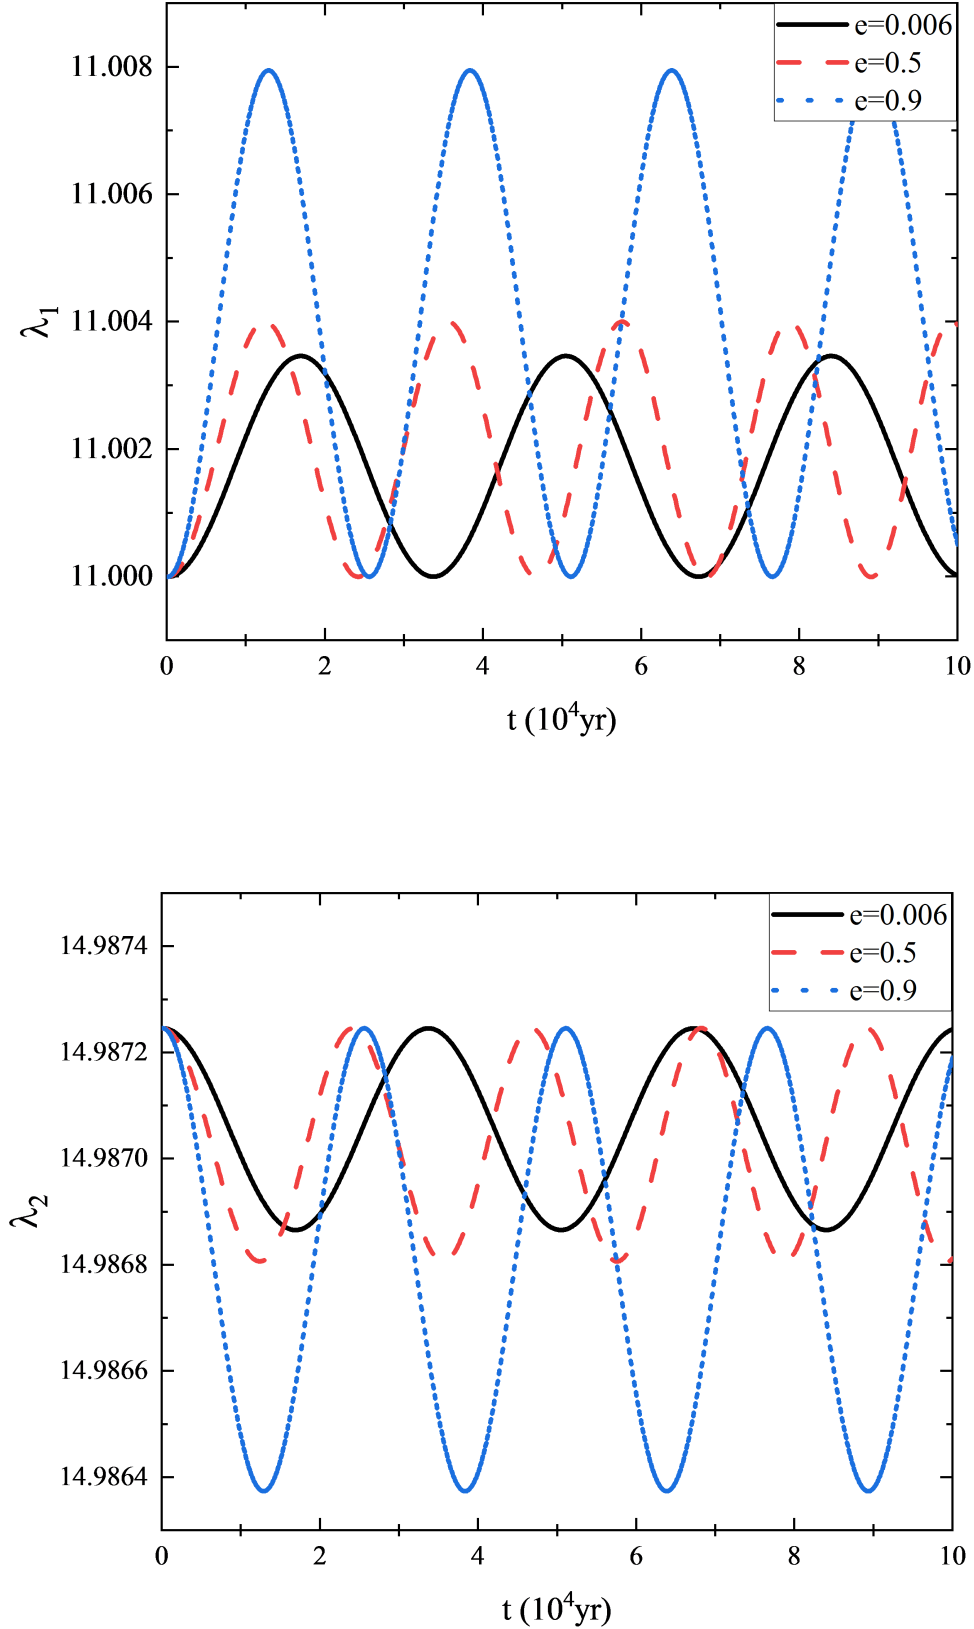 e=0.006
e=0.5
e=0.9
11.008
11.006
11.004
11.002
11.000
λ₁
0 2 4 6 8 10
t (10⁴yr)
e=0.006
e=0.5
e=0.9
14.9874
14.9872
14.9870
14.9868
14.9866
14.9864
λ₂
0 2 4 6 8 10
t (10⁴yr)